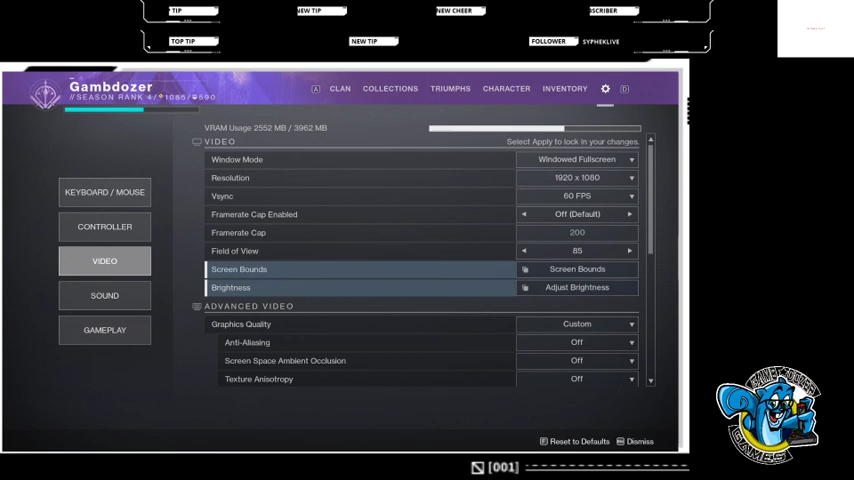 TIP
NEW TIP
NEW CHEER
TOP TIP
NEW TIP
FOLLOWER SYPHEKLIVE
Gambdozer
A CLAN COLLECTIONS TRIUMPHS CHARACTER INVENTORY D
VRAM Usage 2552 MB / 3962 MB
VIDEO Select Apply to lock in your changes.
Window Mode Windowed Fullscreen
Resolution 1920 x 1080
Vsync 60 FPS
Framerate Cap Enabled Off (Default)
Framerate Cap 200
Field of View 85
Screen Bounds Screen Bounds
Brightness Adjust Brightness
ADVANCED VIDEO
Graphics Quality Custom
Anti-Aliasing Off
Screen Space Ambient Occlusion Off
Texture Anisotropy Off
KEYBOARD / MOUSE
CONTROLLER
VIDEO
SOUND
GAMEPLAY
F Reset to Defaults Dismiss
[001]
GAMES